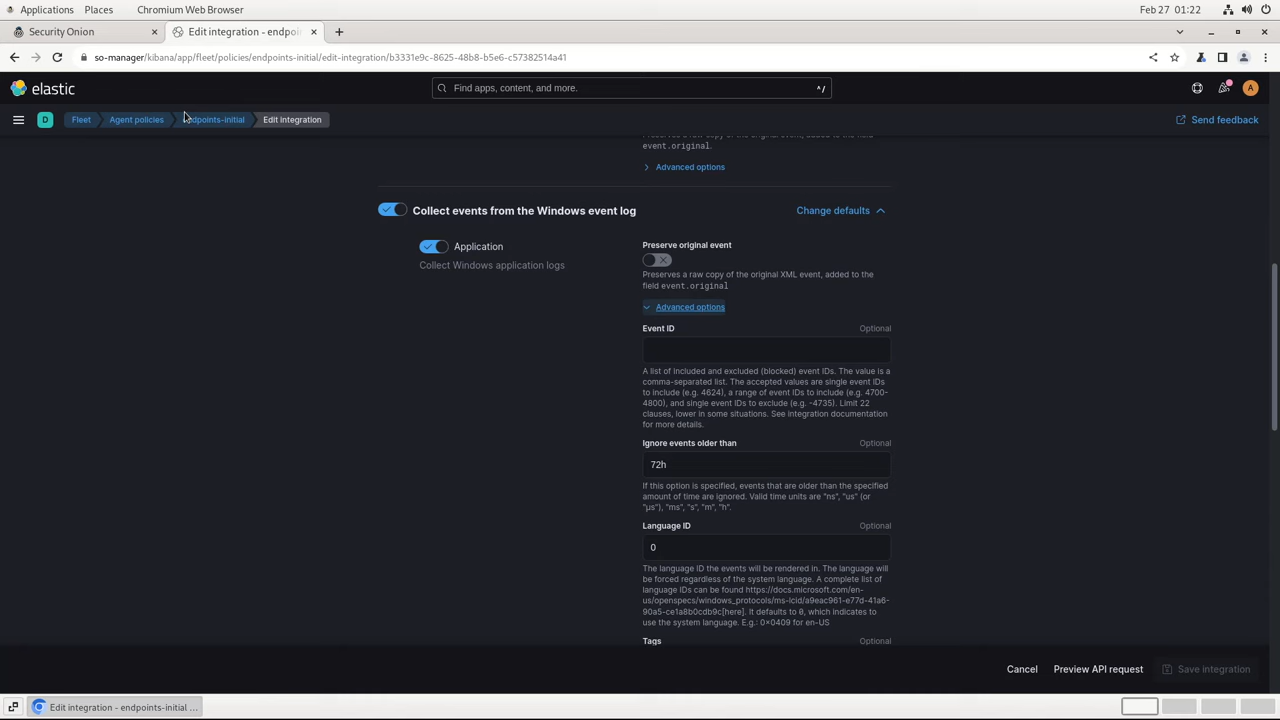 Applications Places Chromium Web Browser Feb 27 01:22
Security Onion × Edit integration - endpoi × +
so-manager/kibana/app/fleet/policies/endpoints-initial/edit-integration/b3331e9c-8625-48b8-b5e6-c57382514a41
elastic Find apps, content, and more. ^/ A
D Fleet Agent policies endpoints-initial Edit integration Send feedback
event.original.
Advanced options
Collect events from the Windows event log Change defaults
Application
Collect Windows application logs
Preserve original event
Preserves a raw copy of the original XML event, added to the
field event.original
Advanced options
Event ID Optional
A list of included and excluded (blocked) event IDs. The value is a
comma-separated list. The accepted values are single event IDs
to include (e.g. 4624), a range of event IDs to include (e.g. 4700-
4800), and single event IDs to exclude (e.g. -4735). Limit 22
clauses, lower in some situations. See integration documentation
for more details.
Ignore events older than Optional
72h
If this option is specified, events that are older than the specified
amount of time are ignored. Valid time units are "ns", "us" (or
"µs"), "ms", "s", "m", "h".
Language ID Optional
0
The language ID the events will be rendered in. The language will
be forced regardless of the system language. A complete list of
language IDs can be found https://docs.microsoft.com/en-
us/openspecs/windows_protocols/ms-lcid/a9eac961-e77d-41a6-
90a5-ce1a8b0cdb9c[here]. It defaults to 0, which indicates to
use the system language. E.g.: 0x0409 for en-US
Tags Optional
Cancel Preview API request Save integration
Edit integration - endpoints-initial ...